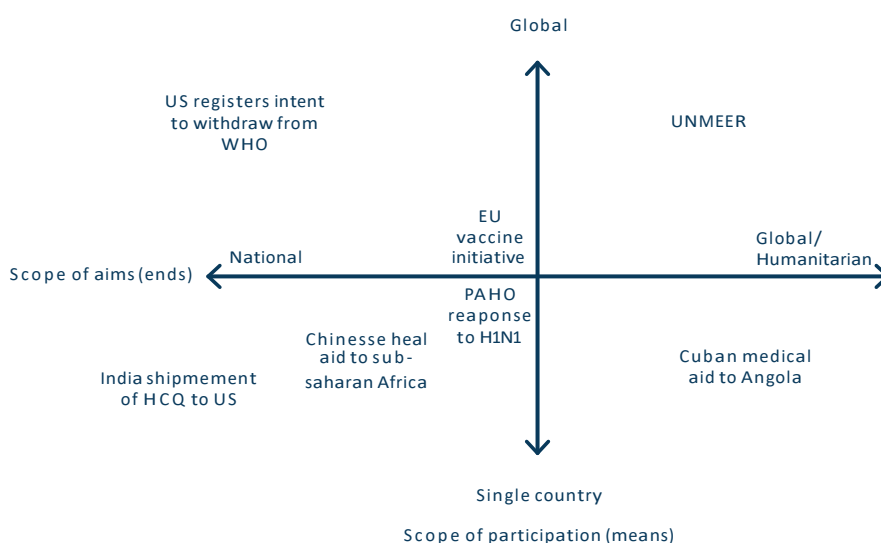 Global
US registers intent
to withdraw from
WHO
UNMEER
EU
vaccine
initiative
National
Global/
Humanitarian
Scope of aims (ends)
PAHO
reaponse
to H1N1
Chinesse heal
aid to sub-
saharan Africa
India shipmement
of HCQ to US
Cuban medical
aid to Angola
Single country
Scope of participation (means)